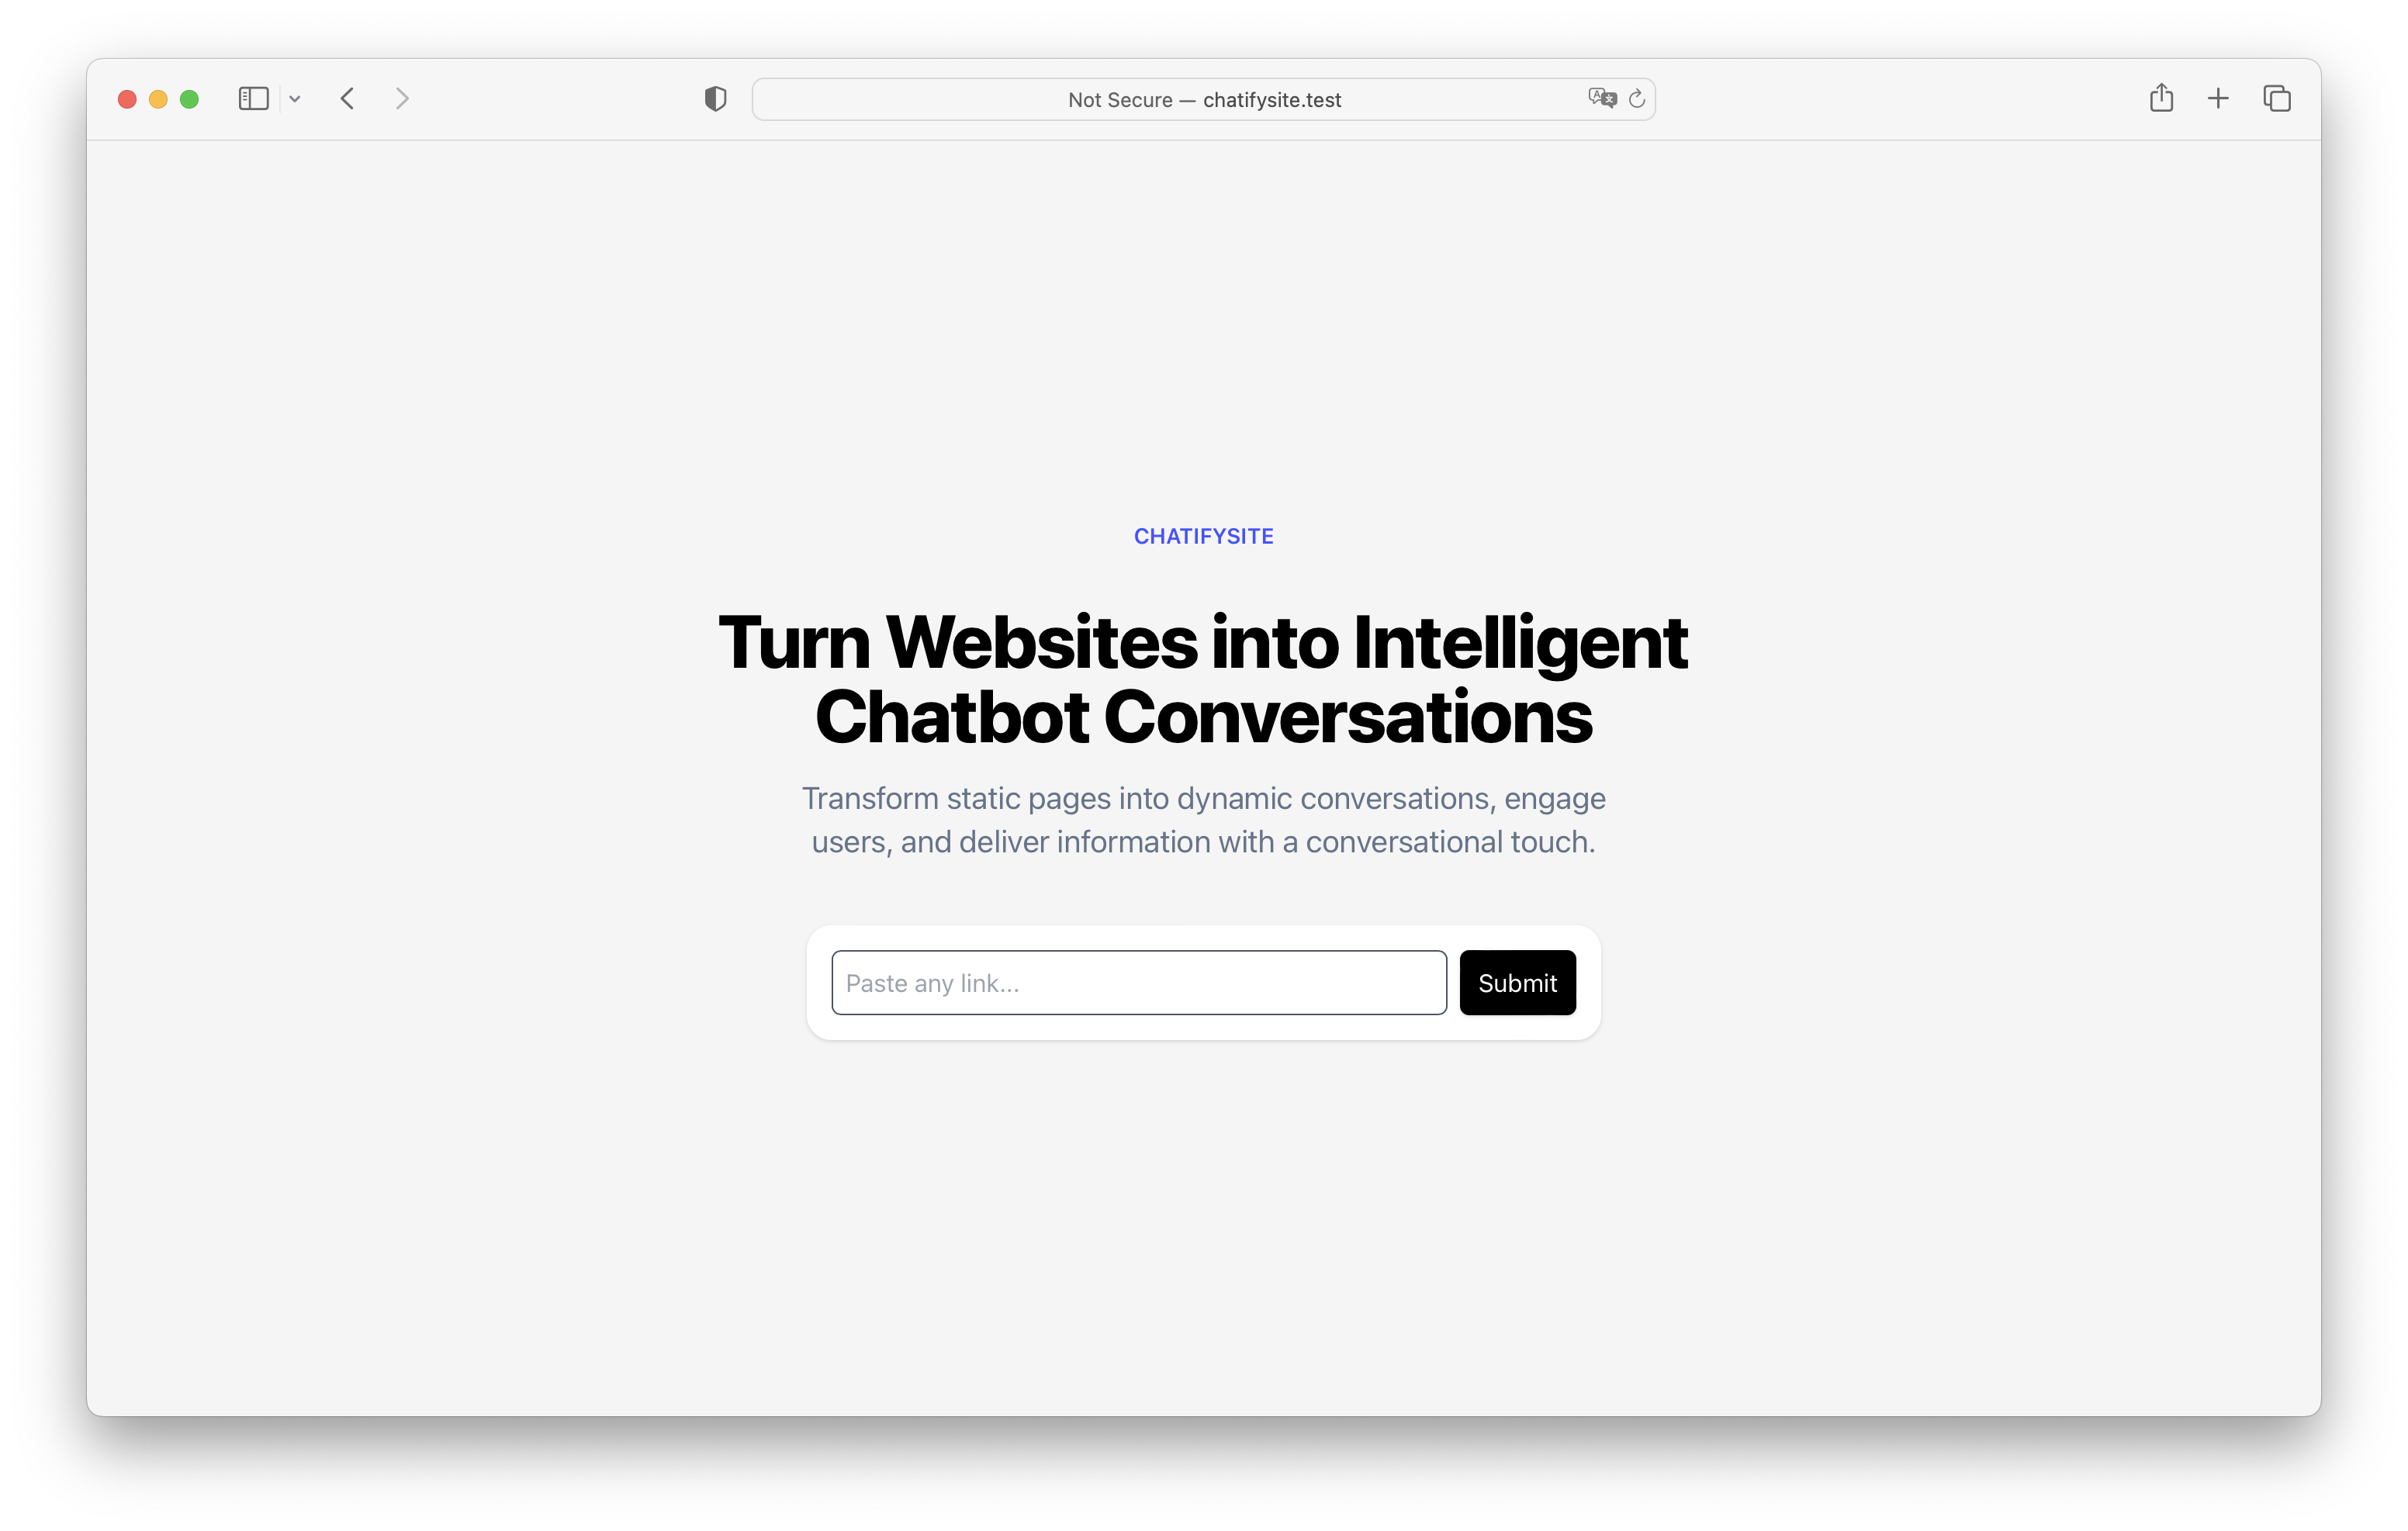 Not Secure — chatifysite.test
CHATIFYSITE
Turn Websites into Intelligent
Chatbot Conversations
Transform static pages into dynamic conversations, engage
users, and deliver information with a conversational touch.
Paste any link...
Submit